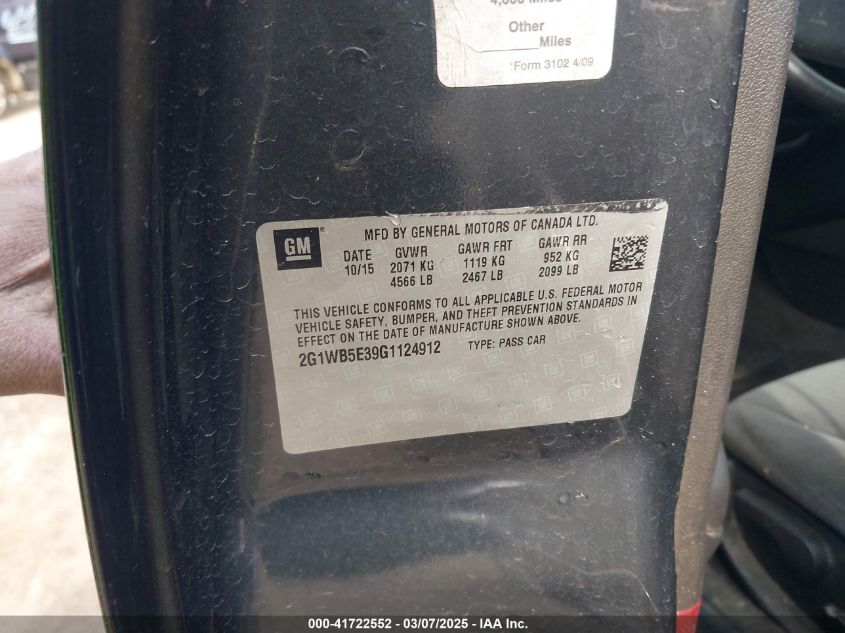 Other
Miles
Form 3102 4/09
MFD BY GENERAL MOTORS OF CANADA LTD.
GM
DATE GVWR GAWR FRT GAWR RR
10/15 2071 KG 1119 KG 952 KG
4566 LB 2467 LB 2099 LB
THIS VEHICLE CONFORMS TO ALL APPLICABLE U.S. FEDERAL MOTOR
VEHICLE SAFETY, BUMPER, AND THEFT PREVENTION STANDARDS IN
EFFECT ON THE DATE OF MANUFACTURE SHOWN ABOVE.
2G1WB5E39G1124912 TYPE: PASS CAR
000-41722552 / 03/07/2025 - IAA Inc.